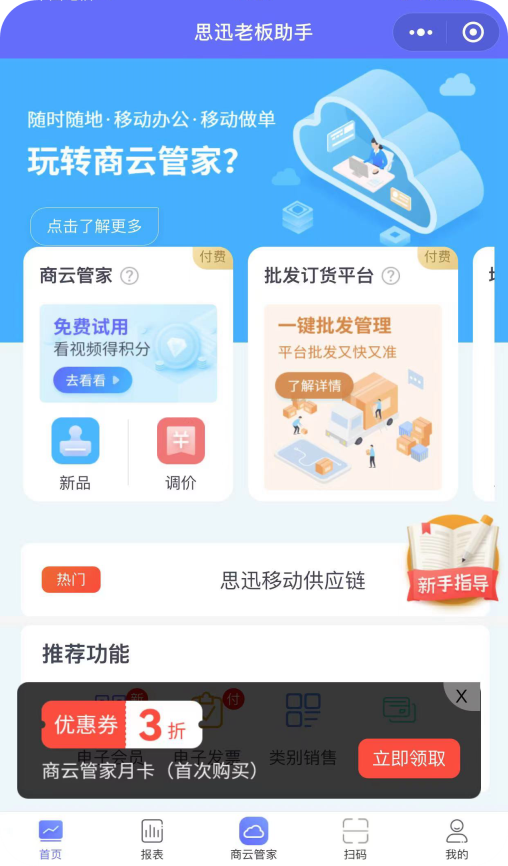 思迅老板助手
随时随地·移动办公·移动做单
玩转商云管家?
点击了解更多
付费
付费
商云管家 ?
批发订货平台 ?
免费试用
看视频得积分
去看看
一键批发管理
平台批发又快又准
了解详情
新品
调价
热门
思迅移动供应链
新手指导
推荐功能
X
新
付
优惠券 3折
电子会员
电子发票
类别销售
商云管家月卡（首次购买）
立即领取
首页
报表
商云管家
扫码
我的